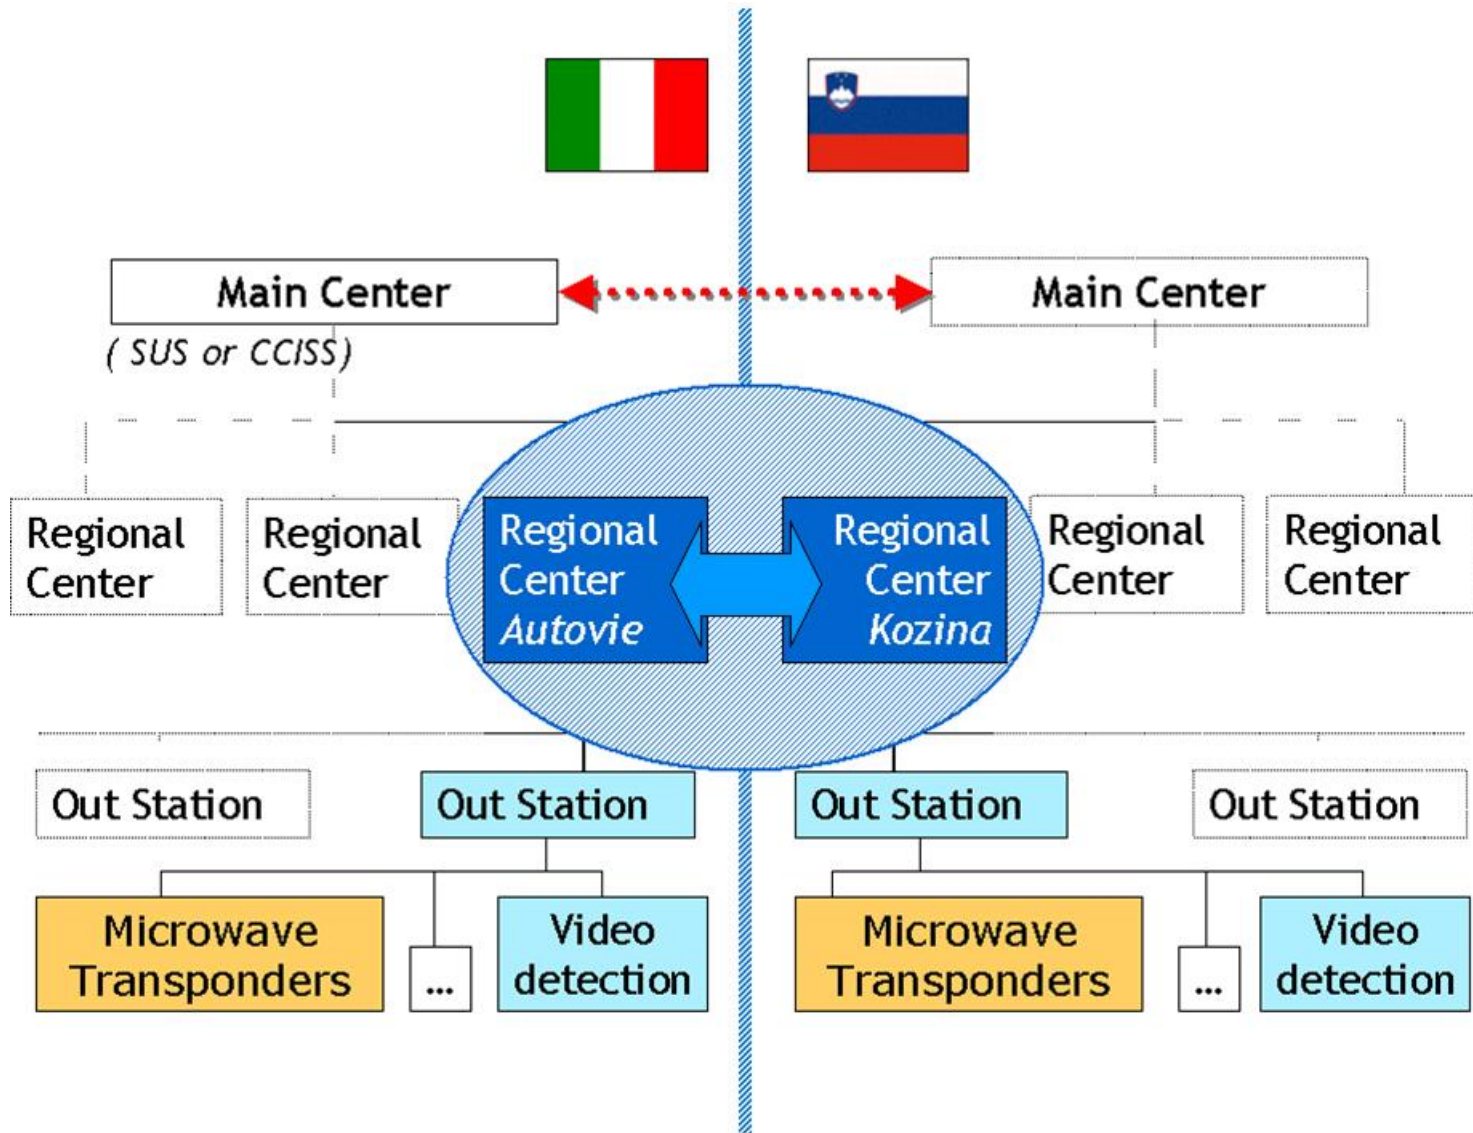 Main Center
Main Center
( SUS or CCISS)
Regional
Center
Regional
Center
Regional
Center
Autovie
Regional
Center
Kozina
Regional
Center
Regional
Center
Out Station
Out Station
Out Station
Out Station
Microwave
Transponders
...
Video
detection
Microwave
Transponders
...
Video
detection